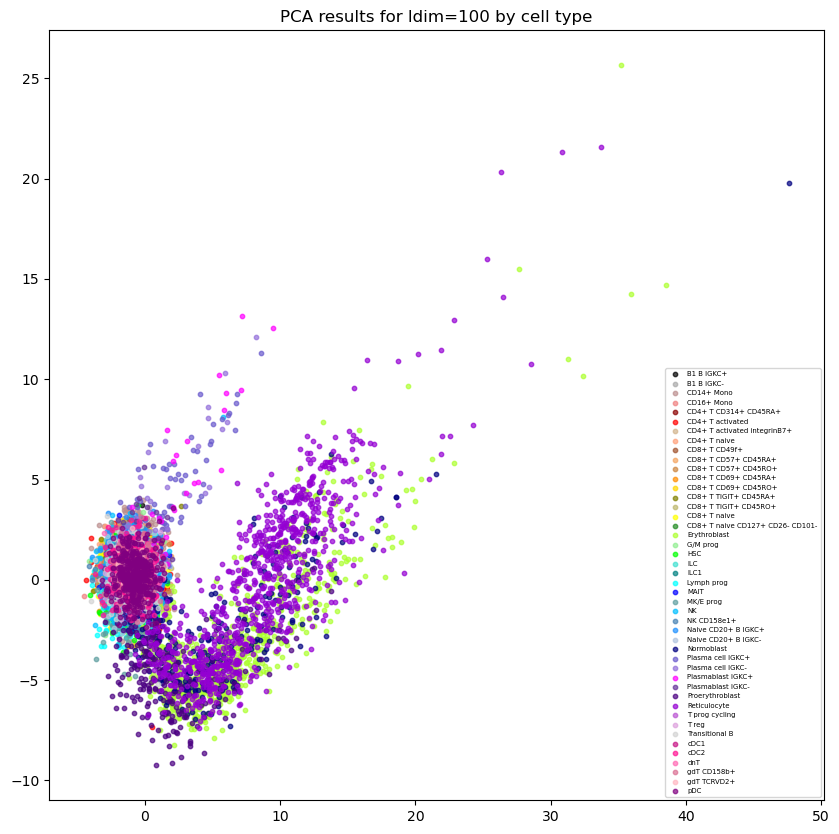 PCA results for ldim=100 by cell type
25
20
15
10
5
0
−5
−10
0
10
20
30
40
50
B1 B IGKC+
B1 B IGKC-
CD14+ Mono
CD16+ Mono
CD4+ T CD314+ CD45RA+
CD4+ T activated
CD4+ T activated integrinB7+
CD4+ T naive
CD8+ T CD49f+
CD8+ T CD57+ CD45RA+
CD8+ T CD57+ CD45RO+
CD8+ T CD69+ CD45RA+
CD8+ T CD69+ CD45RO+
CD8+ T TIGIT+ CD45RA+
CD8+ T TIGIT+ CD45RO+
CD8+ T naive
CD8+ T naive CD127+ CD26- CD101-
Erythroblast
G/M prog
HSC
ILC
ILC1
Lymph prog
MAIT
MK/E prog
NK
NK CD158e1+
Naive CD20+ B IGKC+
Naive CD20+ B IGKC-
Normoblast
Plasma cell IGKC+
Plasma cell IGKC-
Plasmablast IGKC+
Plasmablast IGKC-
Proerythroblast
Reticulocyte
T prog cycling
T reg
Transitional B
cDC1
cDC2
dnT
gdT CD158b+
gdT TCRVD2+
pDC